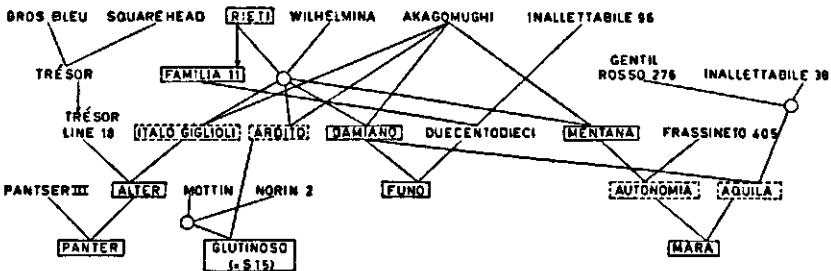 GROS BLEU SQUAREHEAD RIETI WILHELMINA AKAGOMUGHI INALLETTABILE 96
GENTIL
ROSSO 276 INALLETTABILE 38
TRÉSOR FAMILIA 11
TRÉSOR
LINE 18 ITALO GIGLIOLI ARDITO DAMIANO DUECENTODIECI MENTANA FRASSINETO 405
PANTSER III ALTER MOTTIN NORIN 2 FUNO AUTONOMIA AQUILA
PANTER GLUTINOSO MARA
(= S 15)